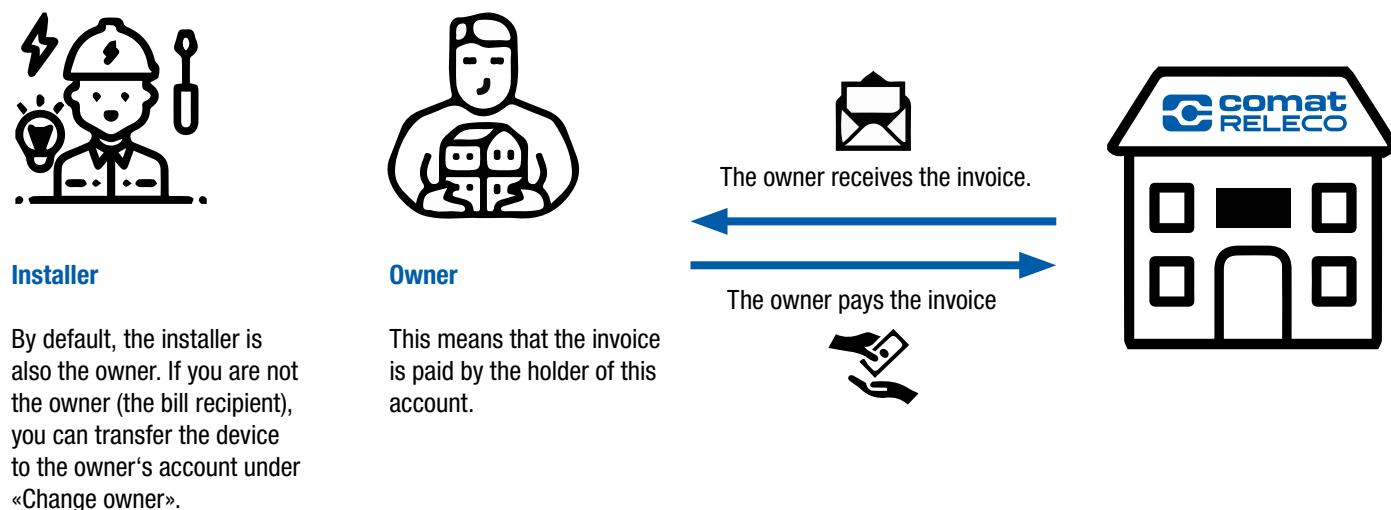 Installer
By default, the installer is
also the owner. If you are not
the owner (the bill recipient),
you can transfer the device
to the owner‘s account under
«Change owner».
Owner
This means that the invoice
is paid by the holder of this
account.
The owner receives the invoice.
The owner pays the invoice
comat
RELECO